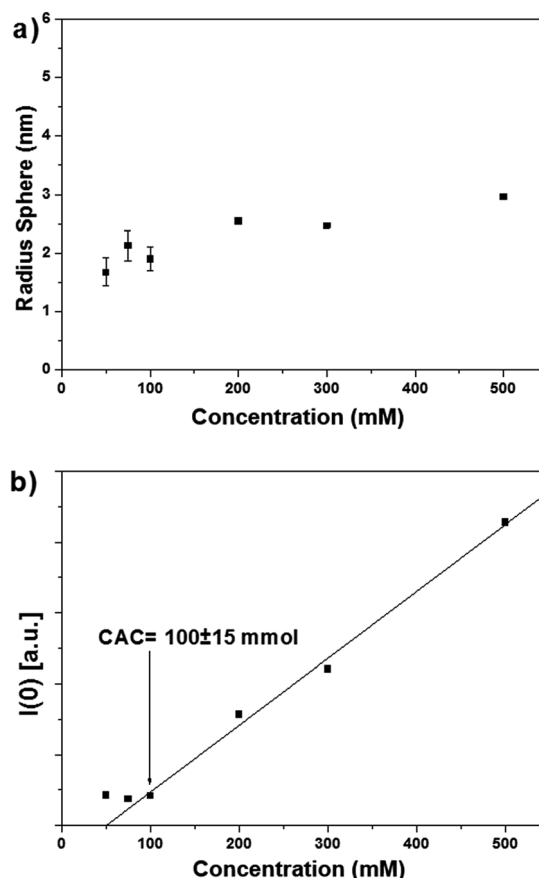 a)
6
5
4
3
2
1
0
Radius Sphere (nm)
0 100 200 300 400 500
Concentration (mM)
b)
I(0) [a.u.]
CAC= 100±15 mmol
0 100 200 300 400 500
Concentration (mM)